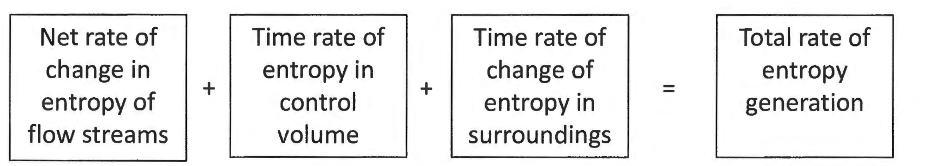 Net rate of
change in
entropy of
flow streams
+
Time rate of
entropy in
control
volume
+
Time rate of
change of
entropy in
surroundings
=
Total rate of
entropy
generation